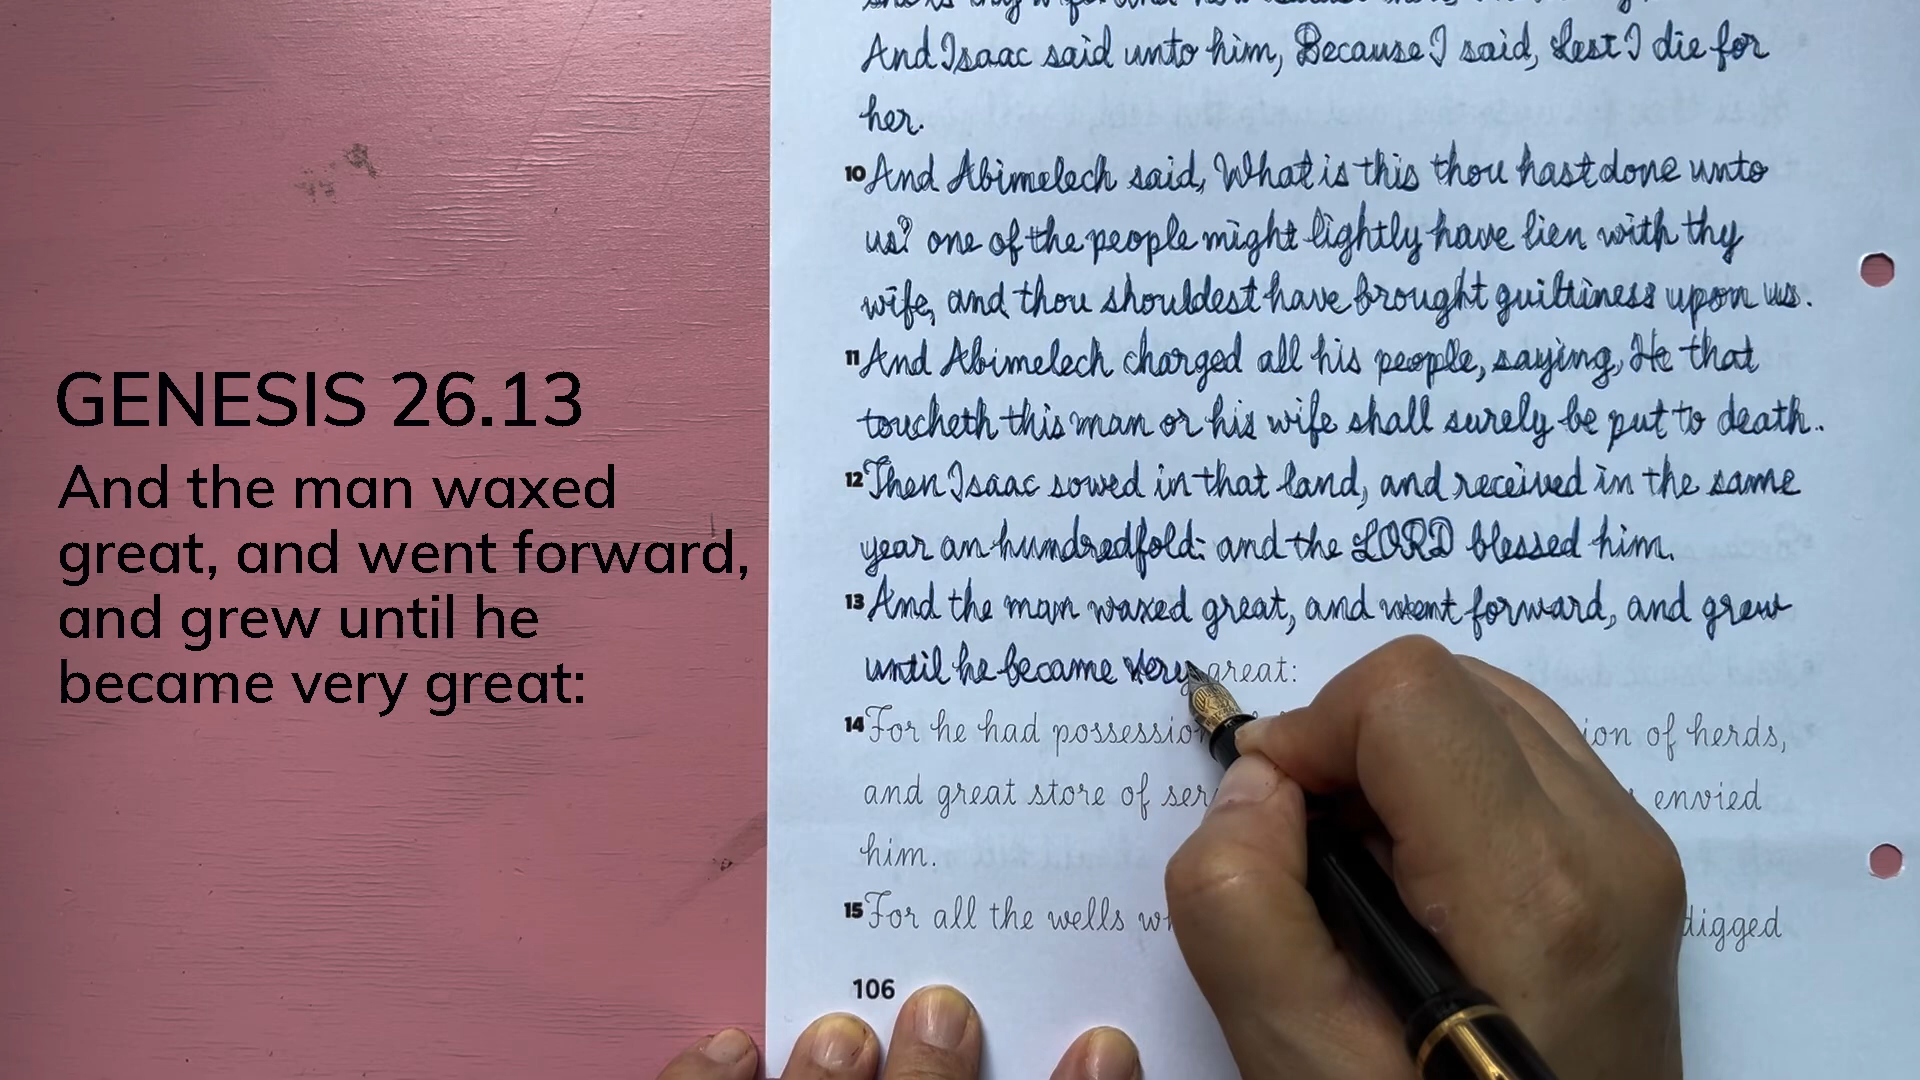 GENESIS 26.13
And the man waxed
great, and went forward,
and grew until he
became very great:
And Isaac said unto him, Because I said, Lest I die for
her.
10 And Abimelech said, What is this thou hast done unto
us? one of the people might lightly have lien with thy
wife, and thou shouldest have brought guiltiness upon us.
11 And Abimelech charged all his people, saying, He that
toucheth this man or his wife shall surely be put to death.
12 Then Isaac sowed in that land, and received in the same
year an hundredfold: and the LORD blessed him.
13 And the man waxed great, and went forward, and grew
until he became very great:
14 For he had possession of herds,
and great store of envied
him.
15 For all the wells digged
106